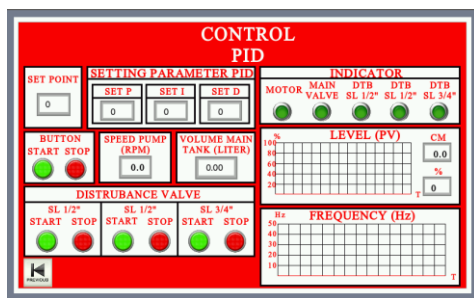 CONTROL
PID
SET POINT
0
SETTING PARAMETER PID
SET P SET I SET D
0 0 0
INDICATOR
MOTOR MAIN VALVE DTB SL 1/2" DTB SL 1/2" DTB SL 3/4"
BUTTON
START STOP
SPEED PUMP
(RPM)
0.0
VOLUME MAIN
TANK (LITER)
0.00
LEVEL (PV)
%
100
80
60
40
20
T
CM
0.0
%
0
DISTRUBANCE VALVE
SL 1/2" SL 1/2" SL 3/4"
START STOP START STOP START STOP
FREQUENCY (Hz)
Hz
50
40
30
20
10
T
PREVIOUS